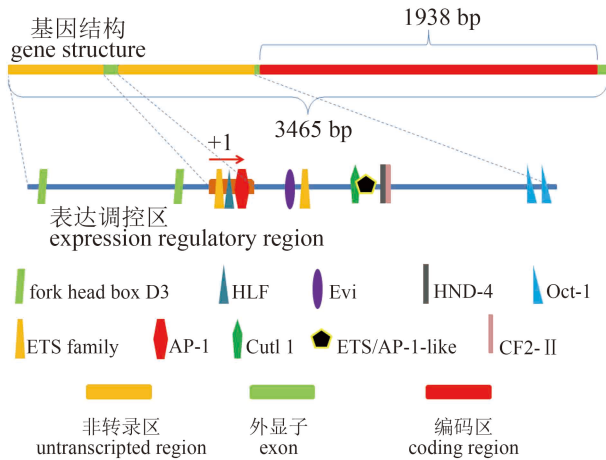 基因结构
gene structure
1938 bp
3465 bp
+1
表达调控区
expression regulatory region
fork head box D3
HLF
Evi
HND-4
Oct-1
ETS family
AP-1
Cutl 1
ETS/AP-1-like
CF2-Ⅱ
非转录区
untranscripted region
外显子
exon
编码区
coding region